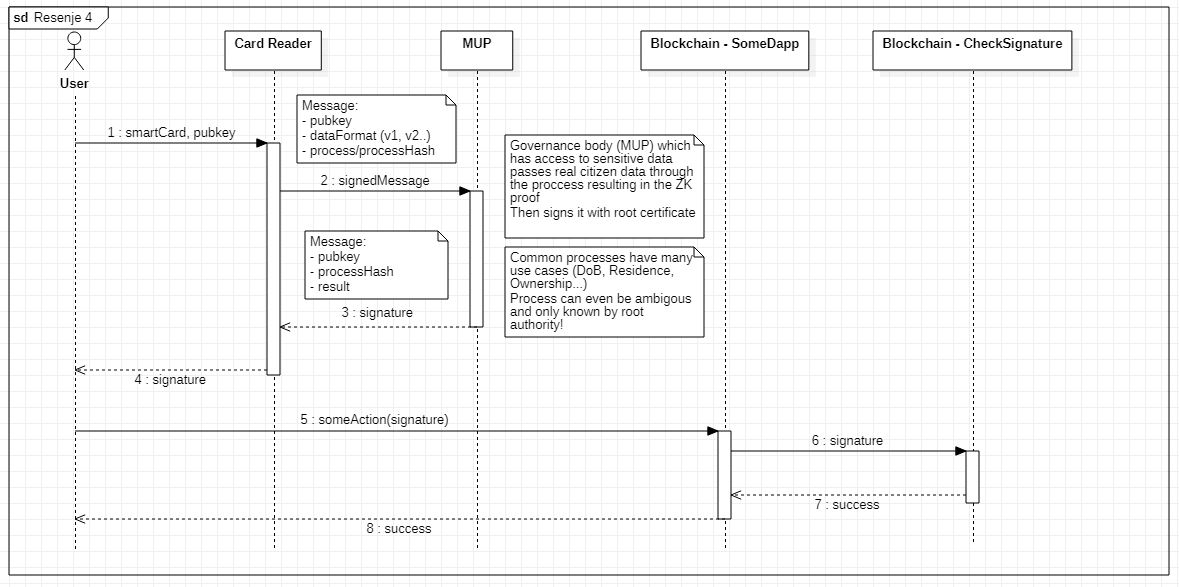 sd Resenje 4
User
Card Reader
MUP
Blockchain - SomeDapp
Blockchain - CheckSignature
1 : smartCard, pubkey
Message:
- pubkey
- dataFormat (v1, v2..)
- process/processHash
2 : signedMessage
Governance body (MUP) which
has access to sensitive data
passes real citizen data through
the proccess resulting in the ZK
proof
Then signs it with root certificate
Message:
- pubkey
- processHash
- result
Common processes have many
use cases (DoB, Residence,
Ownership...)
Process can even be ambigous
and only known by root
authority!
3 : signature
4 : signature
5 : someAction(signature)
6 : signature
7 : success
8 : success